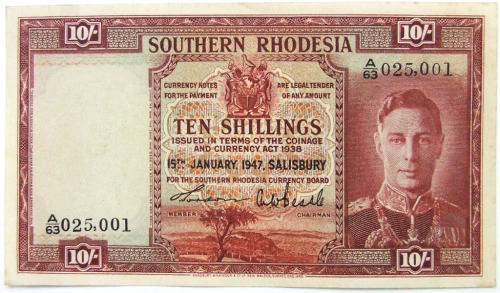 10/- 10/-
SOUTHERN RHODESIA
A/63 025,001
CURRENCY NOTES ARE LEGAL TENDER
FOR THE PAYMENT OF ANY AMOUNT
TEN SHILLINGS
ISSUED IN TERMS OF THE COINAGE
AND CURRENCY ACT 1938
15TH JANUARY, 1947, SALISBURY
FOR THE SOUTHERN RHODESIA CURRENCY BOARD
A/63 025,001
MEMBER CHAIRMAN
10/- 10/-